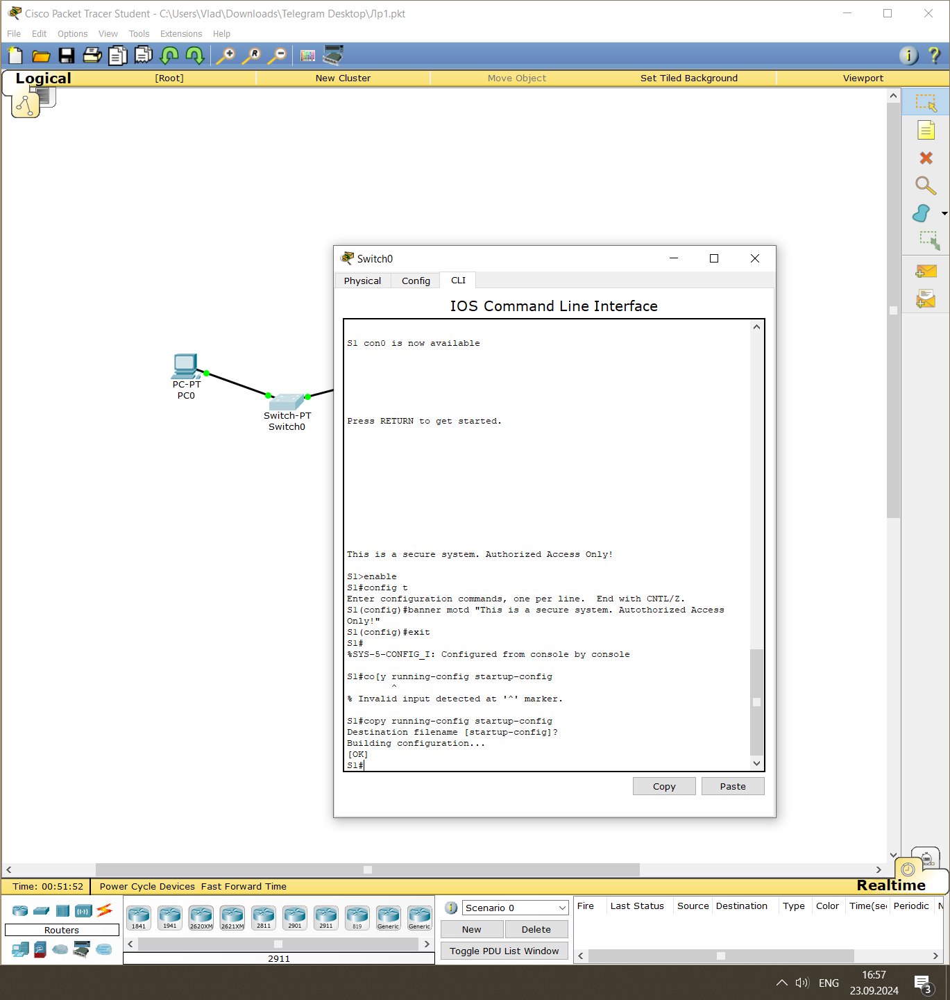 Cisco Packet Tracer Student - C:\Users\Vlad\Downloads\Telegram Desktop\Лр1.pkt
File Edit Options View Tools Extensions Help
Logical [Root] New Cluster Move Object Set Tiled Background Viewport
Switch0
Physical Config CLI
IOS Command Line Interface
S1 con0 is now available
Press RETURN to get started.
This is a secure system. Authorized Access Only!
S1>enable
S1#config t
Enter configuration commands, one per line.  End with CNTL/Z.
S1(config)#banner motd "This is a secure system. Autothorized Access
Only!"
S1(config)#exit
S1#
%SYS-5-CONFIG_I: Configured from console by console
S1#co[y running-config startup-config
^
% Invalid input detected at '^' marker.
S1#copy running-config startup-config
Destination filename [startup-config]?
Building configuration...
[OK]
S1#
Copy Paste
PC-PT
PC0
Switch-PT
Switch0
Time: 00:51:52 Power Cycle Devices Fast Forward Time
Realtime
Routers
1841 1941 2620XM 2621XM 2811 2901 2911 819 Generic Generic
2911
Scenario 0
New Delete
Toggle PDU List Window
Fire Last Status Source Destination Type Color Time(sec Periodic N
ENG
16:57
23.09.2024
3